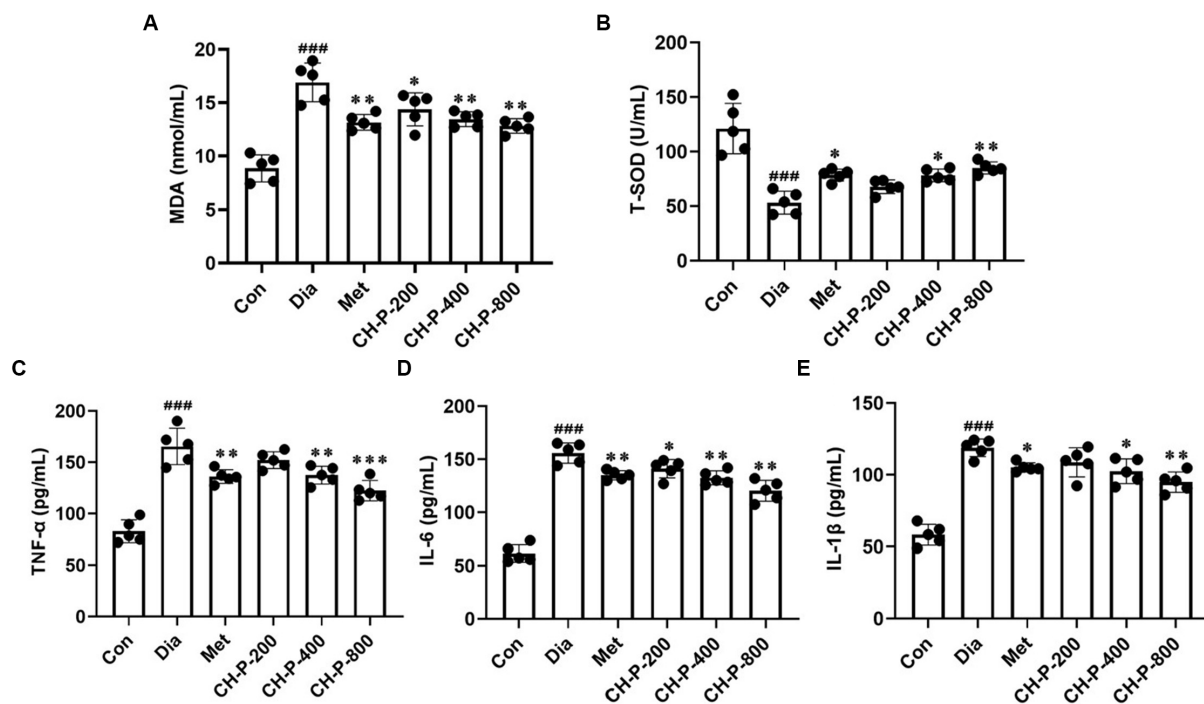 A
MDA (nmol/mL)
20
15
10
5
0
###
**
*
**
**
Con
Dia
Met
CH-P-200
CH-P-400
CH-P-800
B
T-SOD (U/mL)
200
150
100
50
0
###
*
*
**
Con
Dia
Met
CH-P-200
CH-P-400
CH-P-800
C
TNF-α (pg/mL)
200
150
100
50
0
###
**
**
***
Con
Dia
Met
CH-P-200
CH-P-400
CH-P-800
D
IL-6 (pg/mL)
200
150
100
50
0
###
**
*
**
**
Con
Dia
Met
CH-P-200
CH-P-400
CH-P-800
E
IL-1β (pg/mL)
150
100
50
0
###
*
*
**
Con
Dia
Met
CH-P-200
CH-P-400
CH-P-800